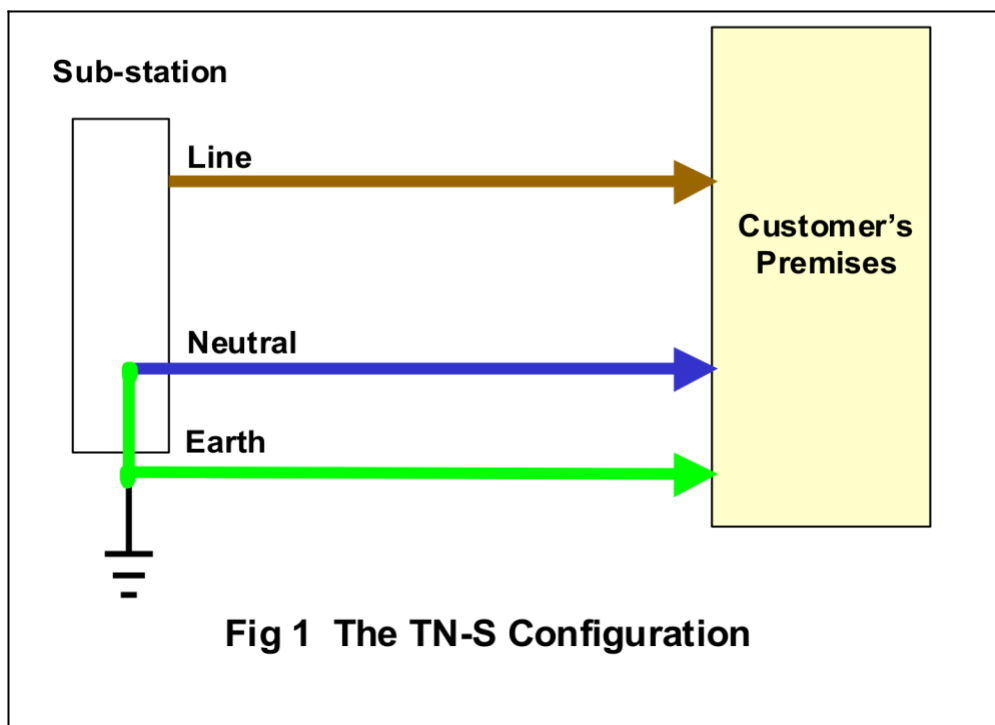 Sub-station
Line
Customer’s
Premises
Neutral
Earth
Fig 1 The TN-S Configuration